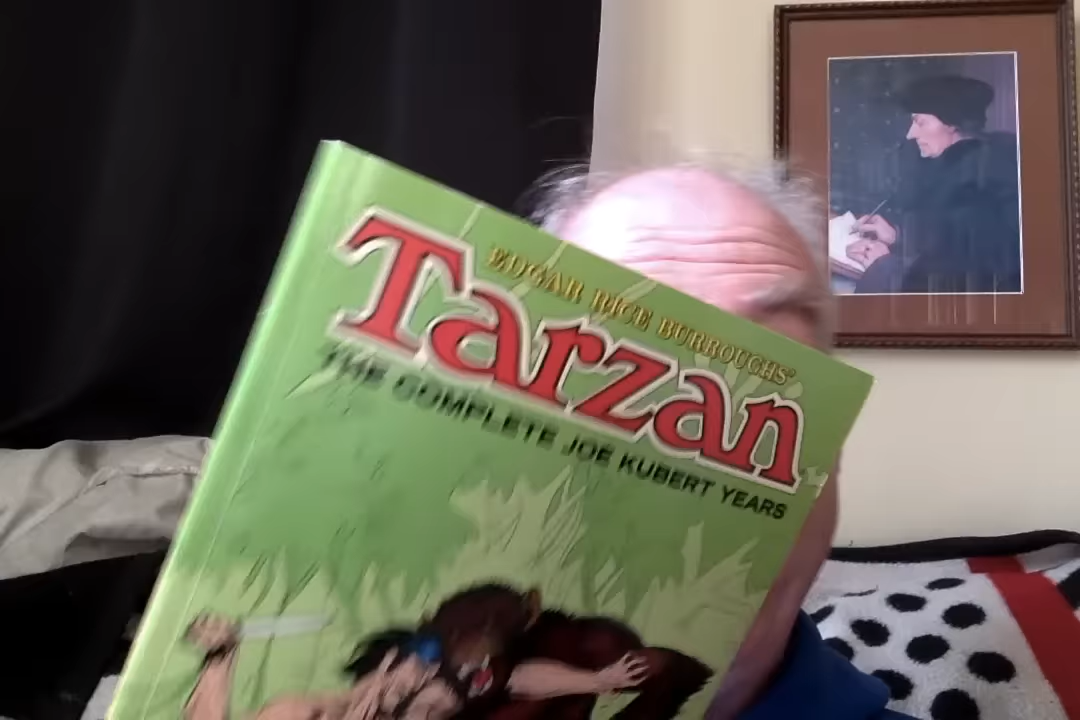 EDGAR RICE BURROUGHS'
Tarzan
THE COMPLETE JOE KUBERT YEARS